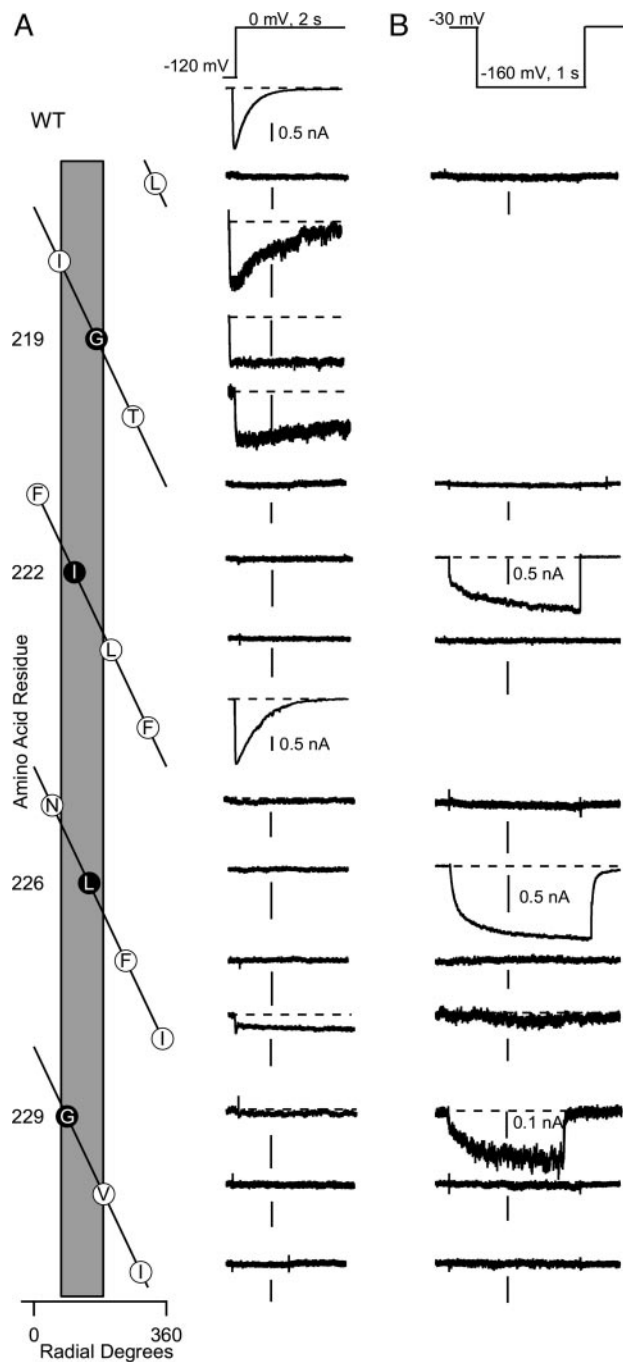 A
0 mV, 2 s
B
-30 mV
-120 mV
-160 mV, 1 s
WT
0.5 nA
L
I
219
G
T
F
222
I
0.5 nA
L
F
0.5 nA
Amino Acid Residue
N
226
L
0.5 nA
F
I
229
G
0.1 nA
V
I
0
360
Radial Degrees